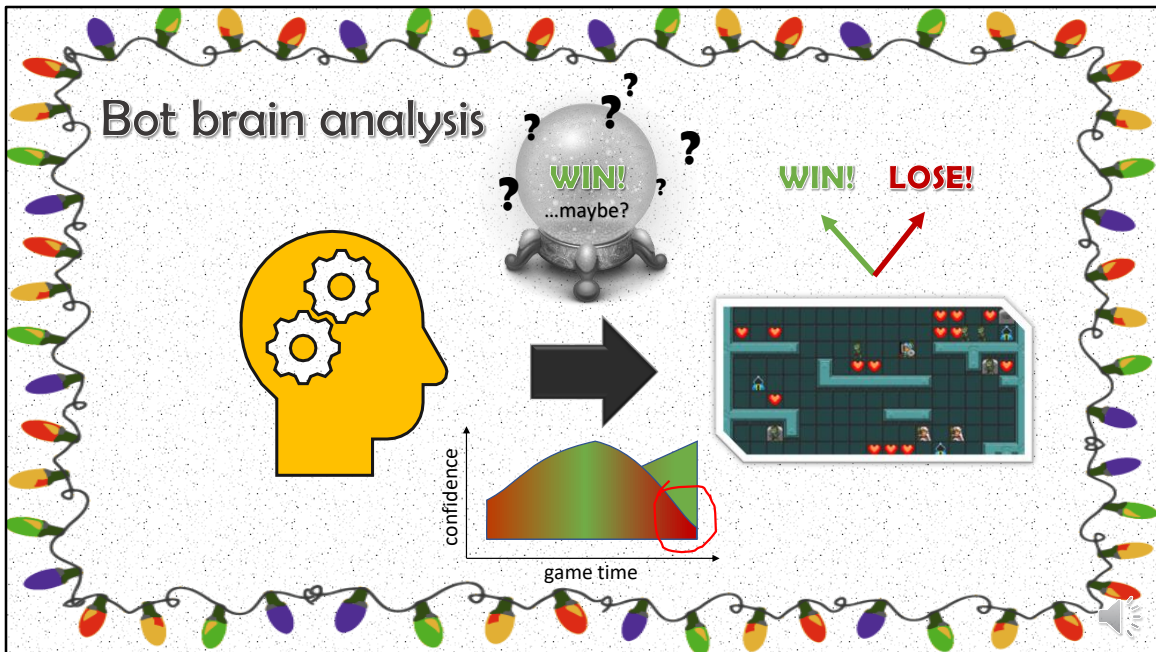 Bot brain analysis
? ? ? ? ? ?
WIN!
...maybe?
WIN! LOSE!
confidence
game time